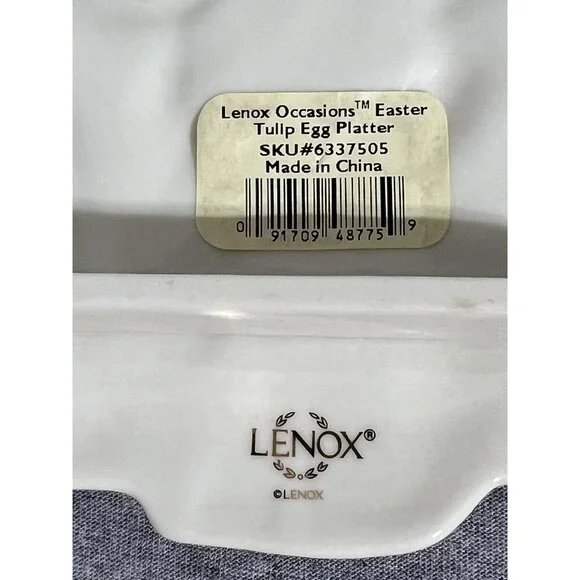 Lenox Occasions™ Easter
Tulip Egg Platter
SKU#6337505
Made in China
0 91709 48775 9
LENOX®
©LENOX